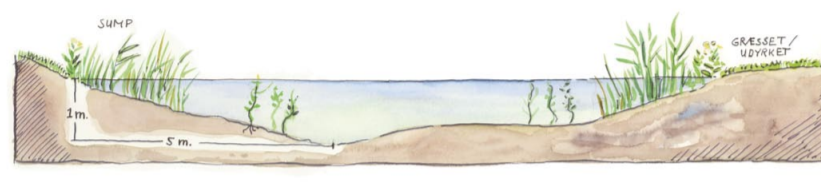 SUMP
GRÆSSET/
UDYRKET
1m.
5 m.